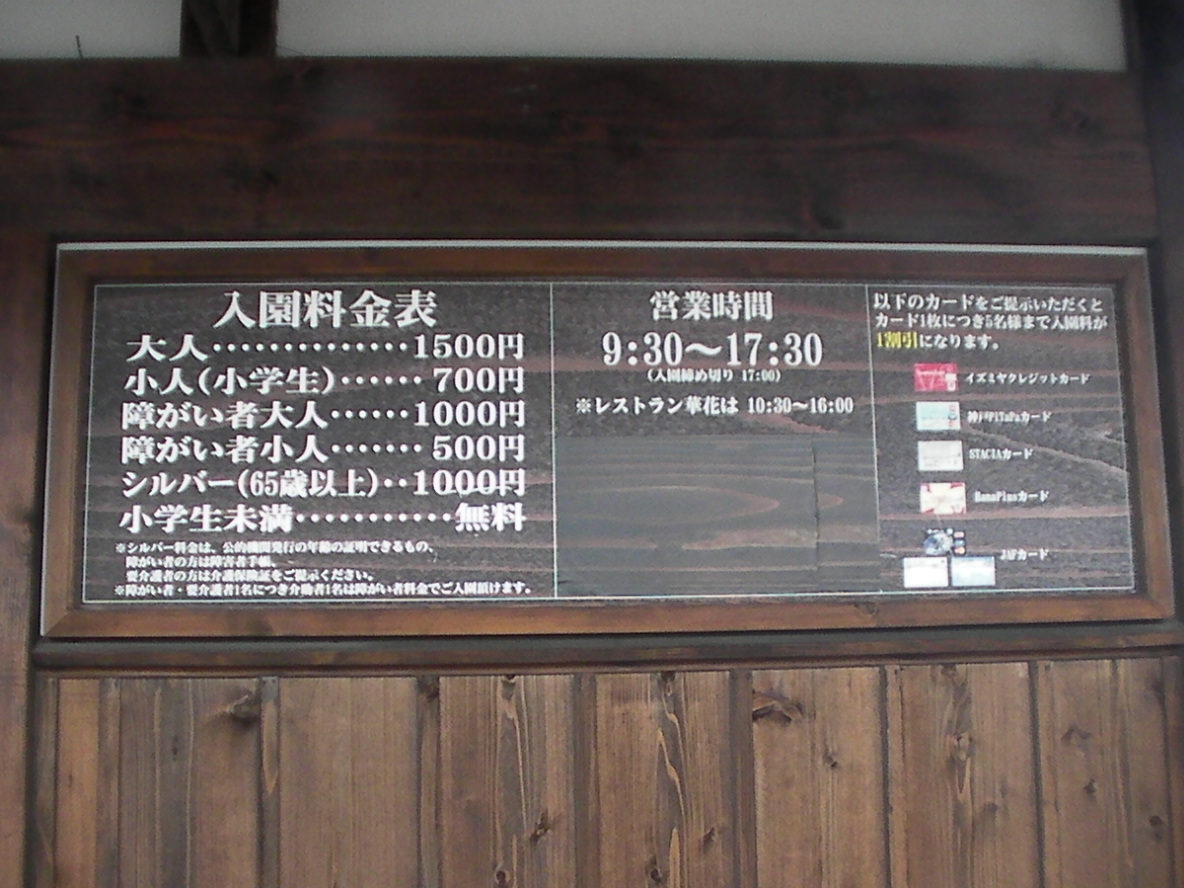 入園料金表
大人・・・・・・・・・・・・・・1500円
小人(小学生)・・・・・・700円
障がい者大人・・・・・・1000円
障がい者小人・・・・・・500円
シルバー(65歳以上)・・1000円
小学生未満・・・・・・・・・・・無料
※シルバー料金は、公的機関発行の年齢の証明できるもの、
障がい者の方は障害者手帳、
要介護者の方は介護保険証をご提示ください。
※障がい者・要介護者1名につき介助者1名は障がい者料金でご入園頂けます。
営業時間
9:30〜17:30
(入園締め切り 17:00)
※レストラン華花は 10:30〜16:00
以下のカードをご提示いただくと
カード1枚につき5名様まで入園料が
1割引になります。
イズミヤクレジットカード
神戸PiTaPaカード
STACIAカード
HanaPlusカード
JAFカード